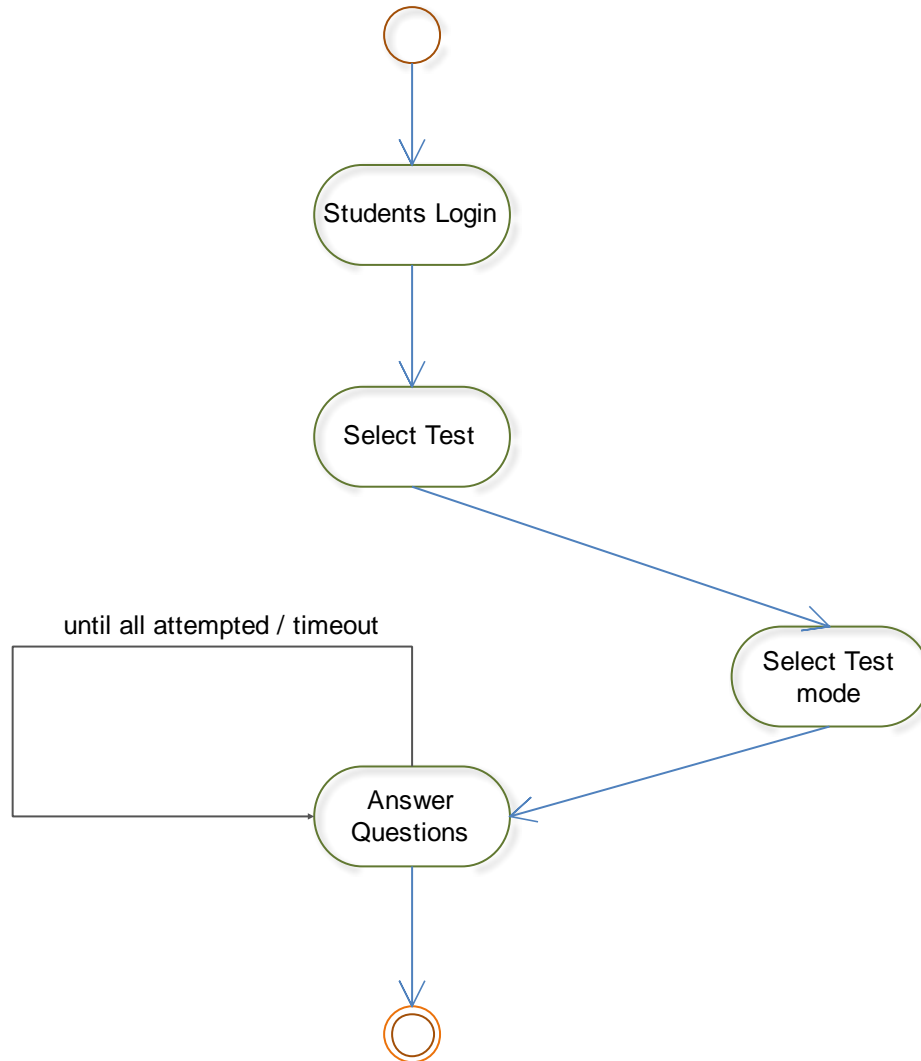 Students Login
Select Test
until all attempted / timeout
Select Test
mode
Answer
Questions